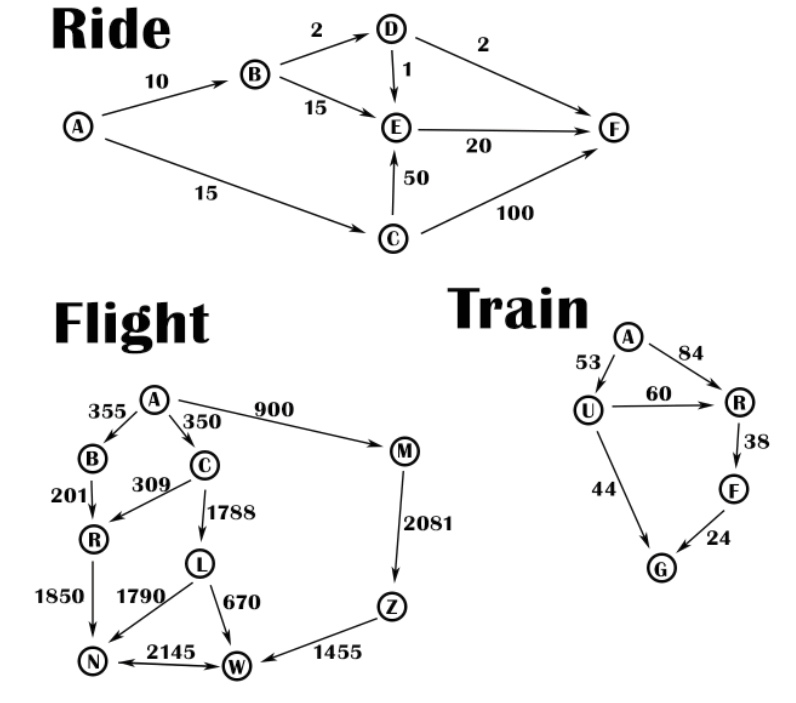 Ride
2
D
2
10
B
1
A
15
E
F
20
15
50
100
C
Flight
Train
A
53
84
U
60
R
38
44
F
24
G
A
355
350
900
B
C
M
201
309
R
1788
2081
L
1850
1790
670
Z
N
2145
W
1455